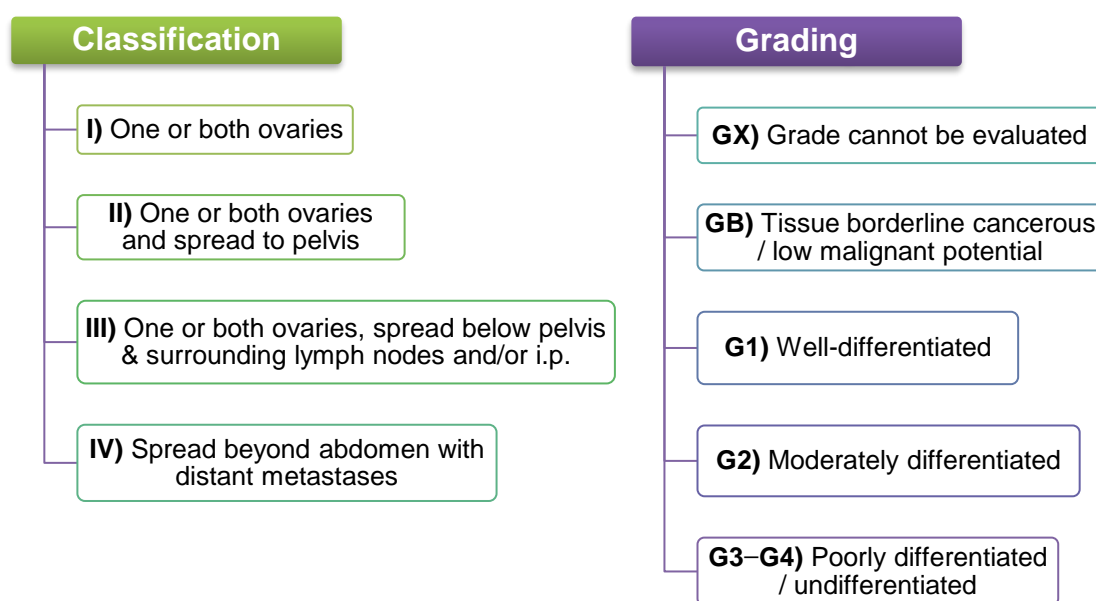 Classification
I) One or both ovaries
II) One or both ovaries
and spread to pelvis
III) One or both ovaries, spread below pelvis
& surrounding lymph nodes and/or i.p.
IV) Spread beyond abdomen with
distant metastases
Grading
GX) Grade cannot be evaluated
GB) Tissue borderline cancerous
/ low malignant potential
G1) Well-differentiated
G2) Moderately differentiated
G3–G4) Poorly differentiated
/ undifferentiated